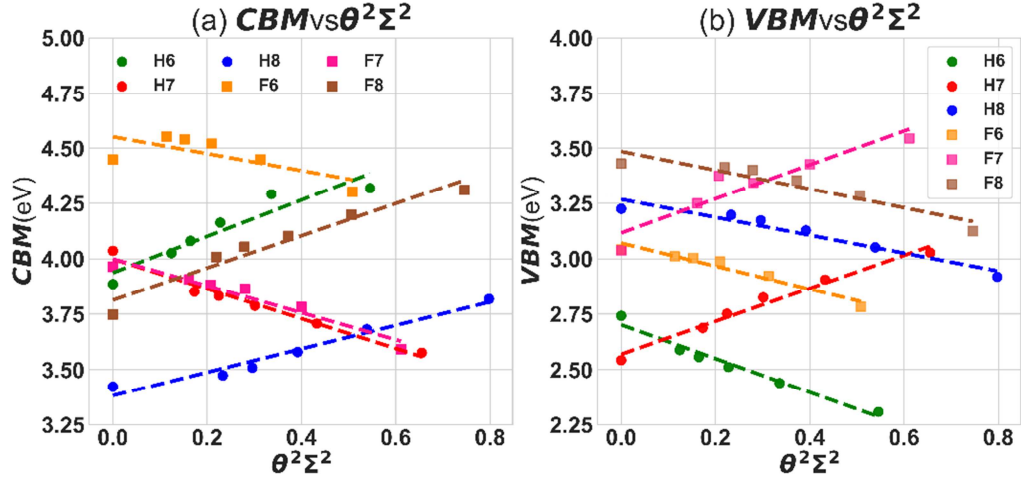 (a) CBMvsθ²Σ²
5.00
4.75
4.50
4.25
4.00
3.75
3.50
3.25
CBM(eV)
H6
H8
F7
H7
F6
F8
0.0
0.2
0.4
0.6
0.8
θ²Σ²
(b) VBMvsθ²Σ²
4.00
3.75
3.50
3.25
3.00
2.75
2.50
2.25
VBM(eV)
H6
H7
H8
F6
F7
F8
0.0
0.2
0.4
0.6
0.8
θ²Σ²